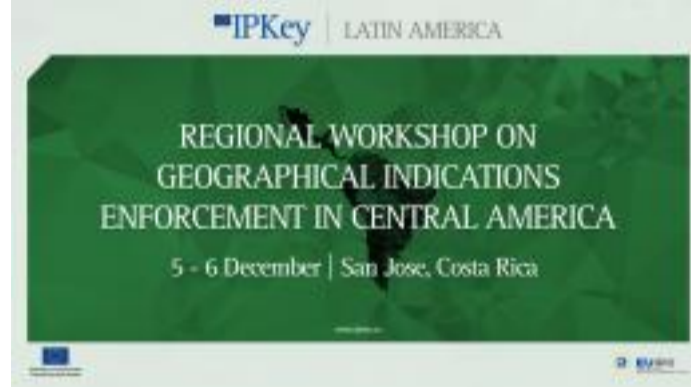 IPKey | LATIN AMERICA
REGIONAL WORKSHOP ON
GEOGRAPHICAL INDICATIONS
ENFORCEMENT IN CENTRAL AMERICA
5 - 6 December | San Jose, Costa Rica